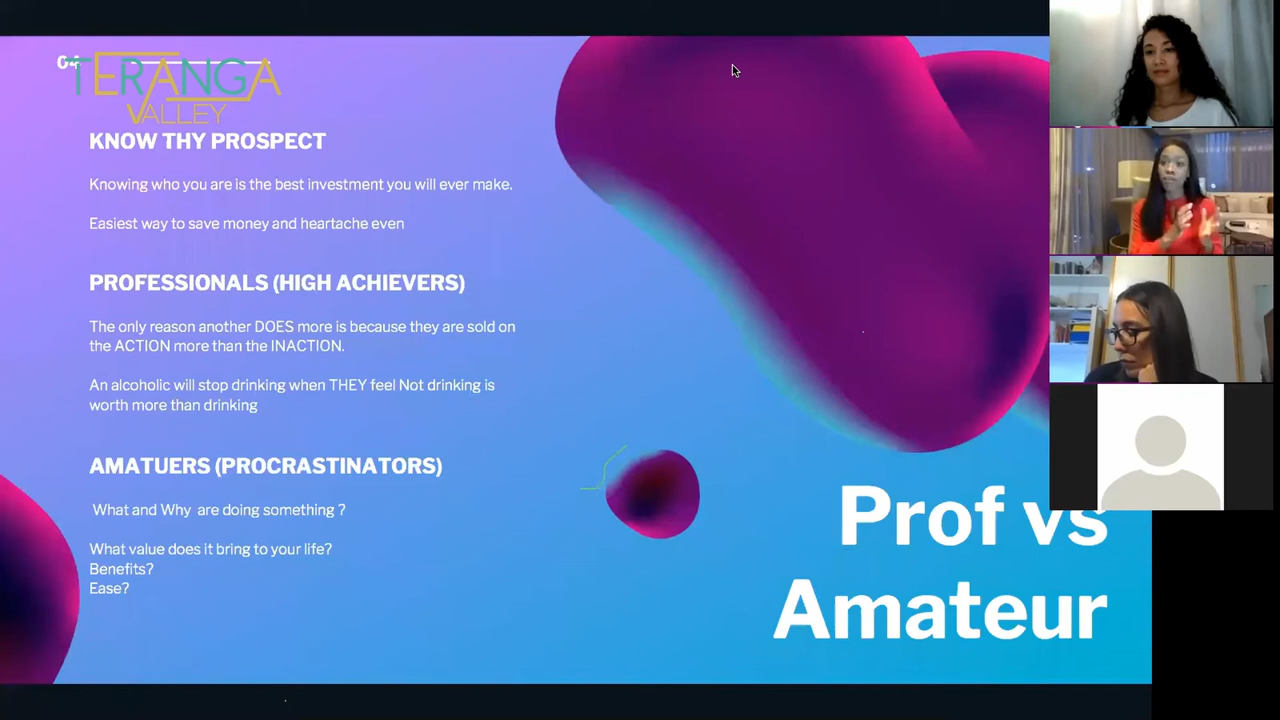 04
TERANGA
VALLEY
KNOW THY PROSPECT
Knowing who you are is the best investment you will ever make.
Easiest way to save money and heartache even
PROFESSIONALS (HIGH ACHIEVERS)
The only reason another DOES more is because they are sold on
the ACTION more than the INACTION.
An alcoholic will stop drinking when THEY feel Not drinking is
worth more than drinking
AMATUERS (PROCRASTINATORS)
What and Why are doing something ?
What value does it bring to your life?
Benefits?
Ease?
Prof vs
Amateur